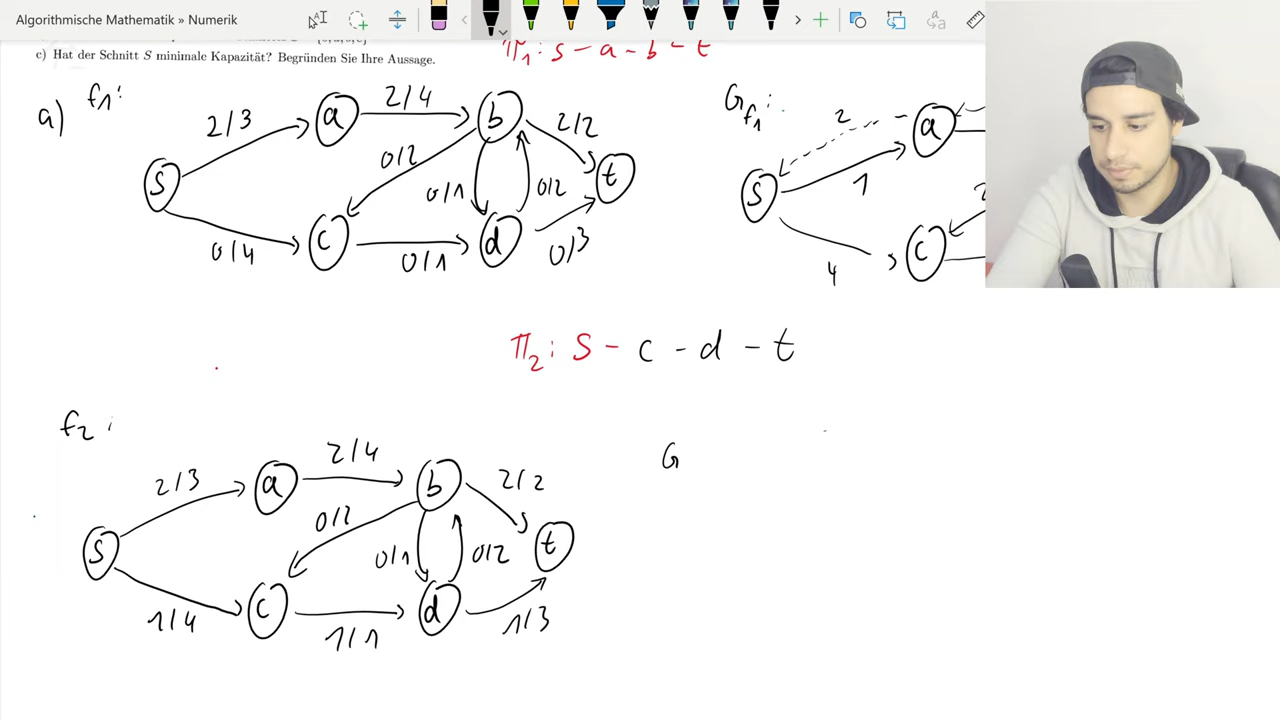 Algorithmische Mathematik » Numerik
c) Hat der Schnitt S minimale Kapazität? Begründen Sie Ihre Aussage.
π₁: s - a - b - t
a)
f₁:
2/3
a
2/4
b
2/2
s
0/2
0/1
0/2
t
0/4
c
0/1
d
0/3
G_f₁:
2
a
s
1
c
4
π₂: s - c - d - t
f₂:
2/3
a
2/4
b
2/2
s
0/2
0/1
0/2
t
1/4
c
1/1
d
1/3
G